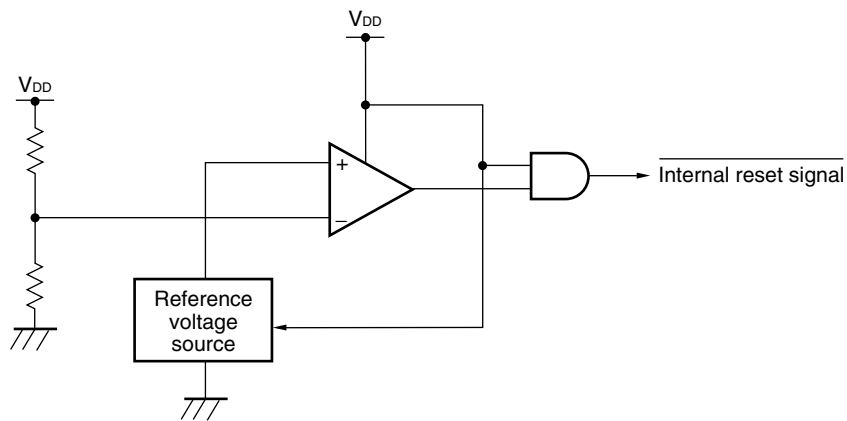 VDD
VDD
+
−
Internal reset signal
Reference
voltage
source